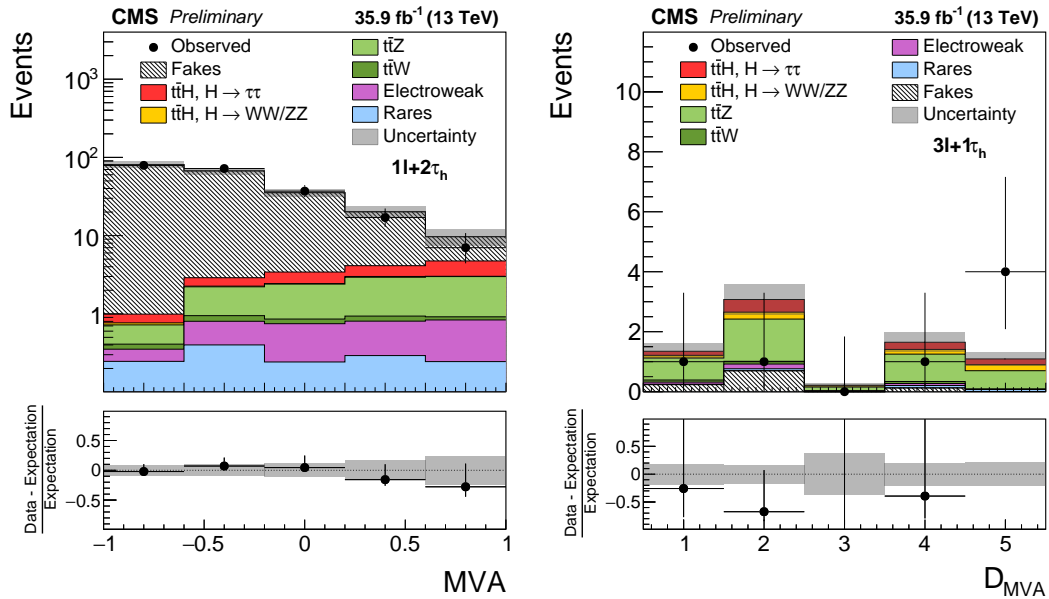 CMS Preliminary 35.9 fb⁻¹ (13 TeV)
Events
Observed
Fakes
tt̄H, H → ττ
tt̄H, H → WW/ZZ
tt̄Z
tt̄W
Electroweak
Rares
Uncertainty
1l+2τh
10³
10²
10
1
Data - Expectation
Expectation
0.5
0
−0.5
−1 −0.5 0 0.5 1
MVA
CMS Preliminary 35.9 fb⁻¹ (13 TeV)
Events
Observed
tt̄H, H → ττ
tt̄H, H → WW/ZZ
tt̄Z
tt̄W
Electroweak
Rares
Fakes
Uncertainty
3l+1τh
10
8
6
4
2
0
Data - Expectation
Expectation
0.5
0
−0.5
1 2 3 4 5
DMVA